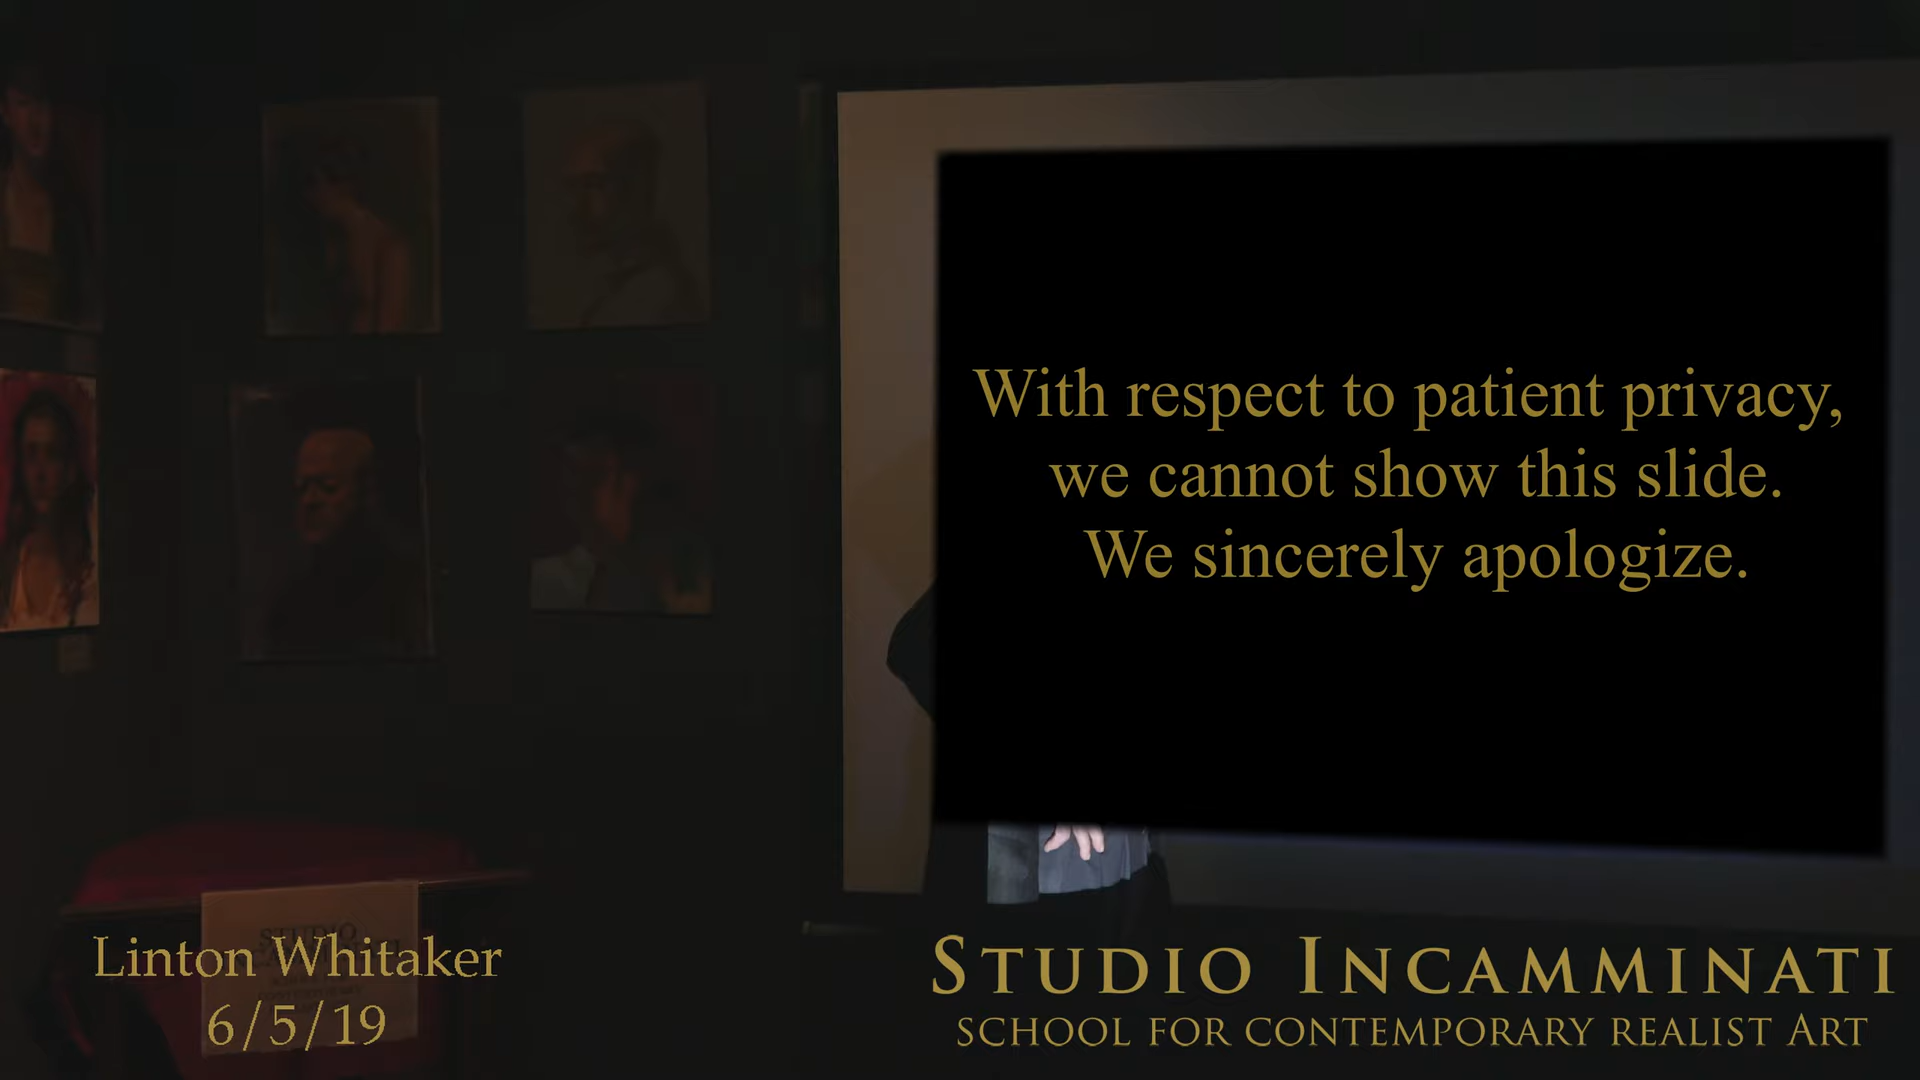 With respect to patient privacy,
we cannot show this slide.
We sincerely apologize.
STUDIO
Linton Whitaker
6/5/19
STUDIO INCAMMINATI
SCHOOL FOR CONTEMPORARY REALIST ART